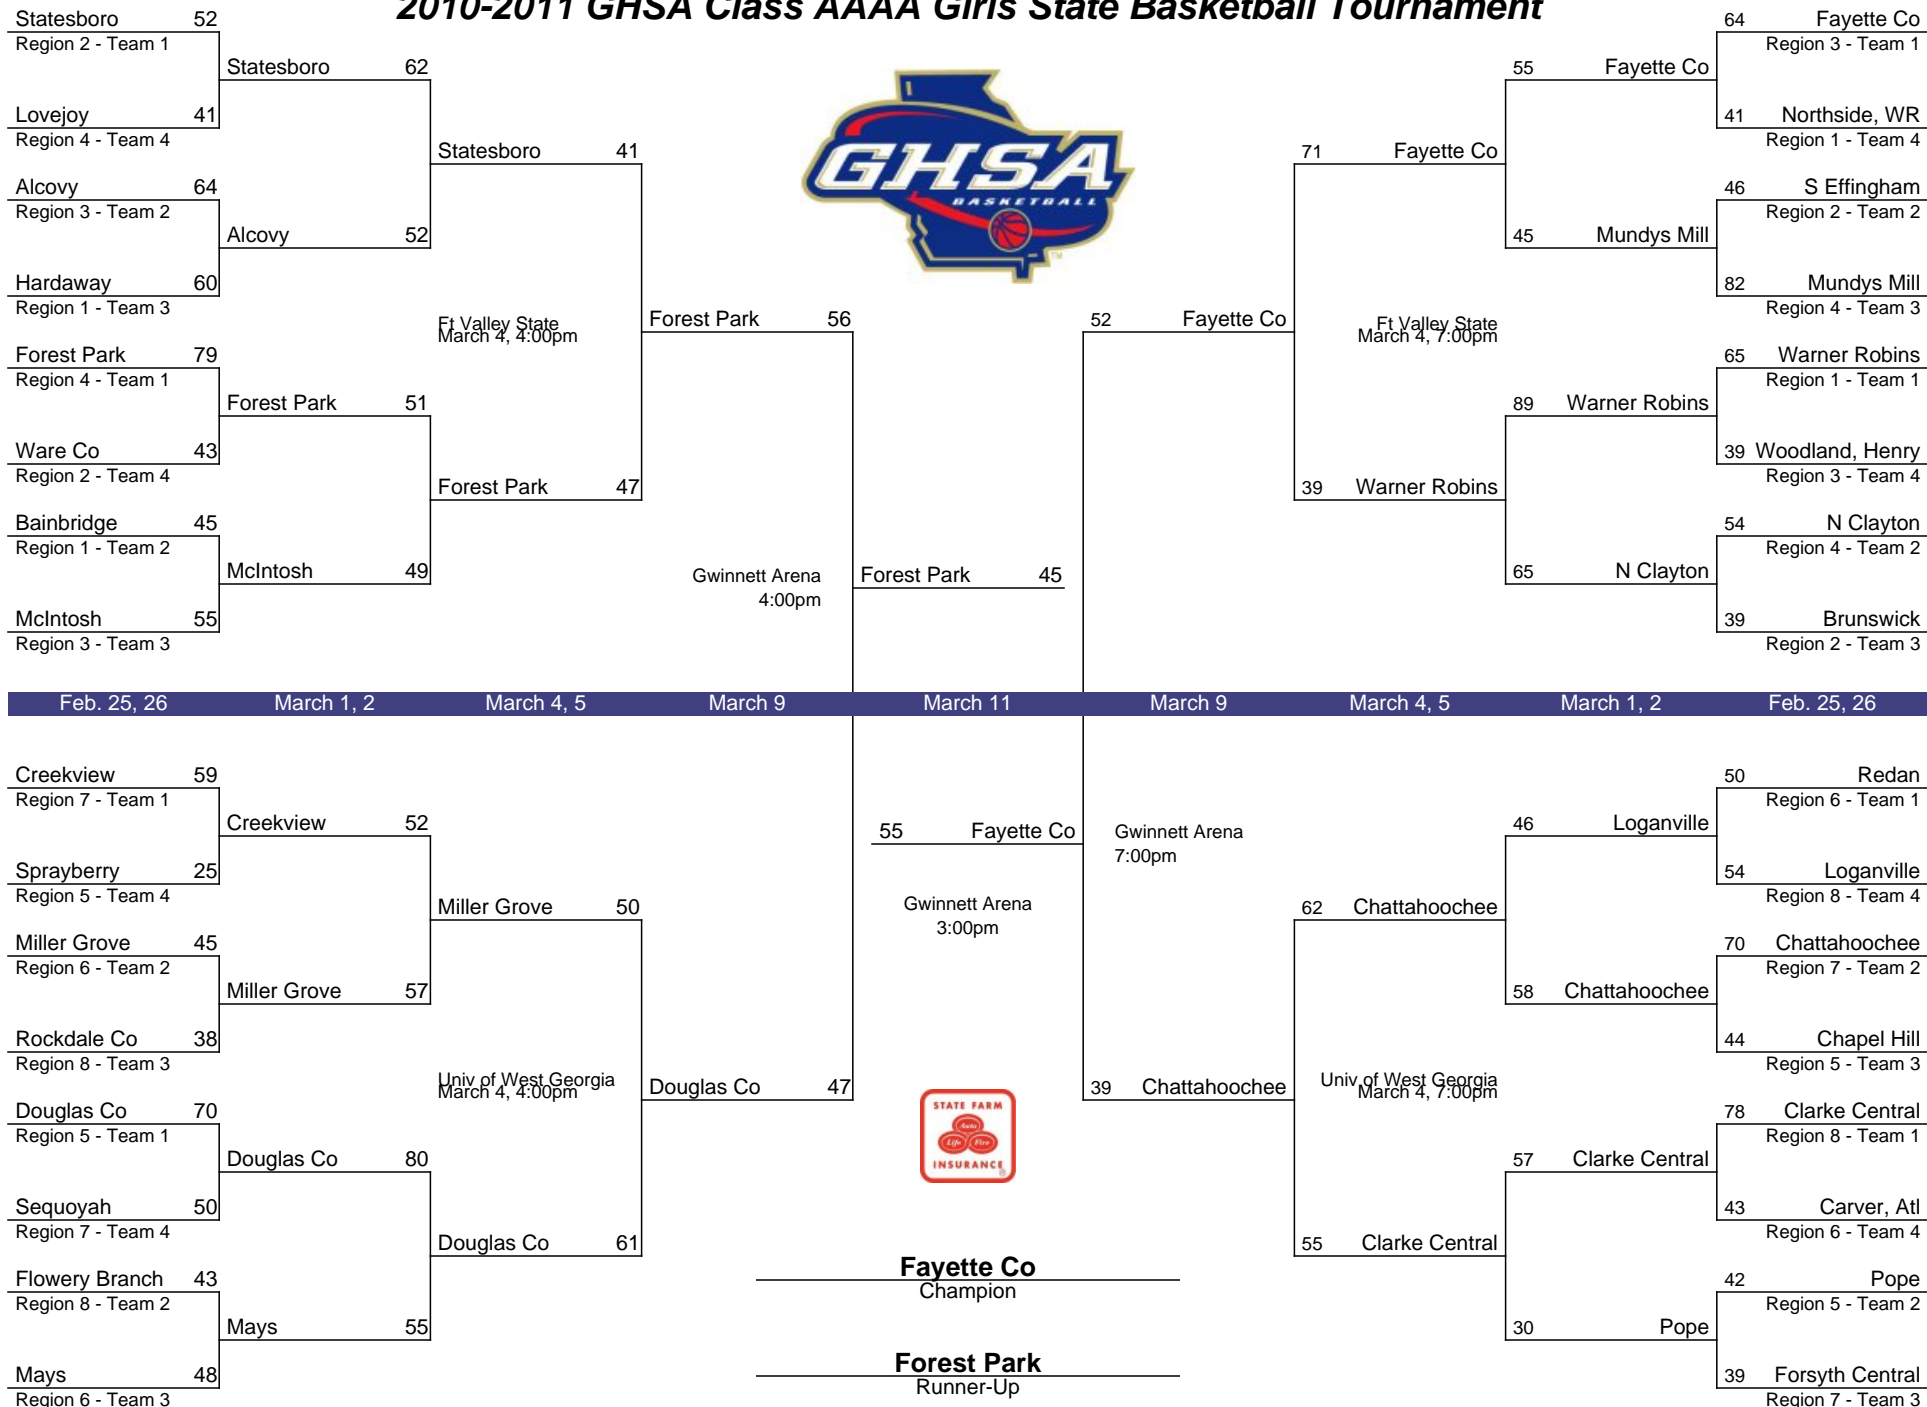 2010-2011 GHSA Class AAAA Girls State Basketball Tournament
Statesboro 52
Region 2 - Team 1
Lovejoy 41
Region 4 - Team 4
Alcovy 64
Region 3 - Team 2
Hardaway 60
Region 1 - Team 3
Forest Park 79
Region 4 - Team 1
Ware Co 43
Region 2 - Team 4
Bainbridge 45
Region 1 - Team 2
McIntosh 55
Region 3 - Team 3
Statesboro 62
Alcovy 52
Forest Park 51
McIntosh 49
Statesboro 41
Ft Valley State
March 4, 4:00pm
Forest Park 47
Forest Park 56
Gwinnett Arena
4:00pm
Forest Park 45
GHSA
BASKETBALL
TM
52 Fayette Co
71 Fayette Co
Ft Valley State
March 4, 7:00pm
39 Warner Robins
55 Fayette Co
45 Mundys Mill
89 Warner Robins
65 N Clayton
64 Fayette Co
Region 3 - Team 1
41 Northside, WR
Region 1 - Team 4
46 S Effingham
Region 2 - Team 2
82 Mundys Mill
Region 4 - Team 3
65 Warner Robins
Region 1 - Team 1
39 Woodland, Henry
Region 3 - Team 4
54 N Clayton
Region 4 - Team 2
39 Brunswick
Region 2 - Team 3
Feb. 25, 26 March 1, 2 March 4, 5 March 9 March 11 March 9 March 4, 5 March 1, 2 Feb. 25, 26
Creekview 59
Region 7 - Team 1
Sprayberry 25
Region 5 - Team 4
Miller Grove 45
Region 6 - Team 2
Rockdale Co 38
Region 8 - Team 3
Douglas Co 70
Region 5 - Team 1
Sequoyah 50
Region 7 - Team 4
Flowery Branch 43
Region 8 - Team 2
Mays 48
Region 6 - Team 3
Creekview 52
Miller Grove 57
Douglas Co 80
Mays 55
Miller Grove 50
Univ of West Georgia
March 4, 4:00pm
Douglas Co 61
Douglas Co 47
55 Fayette Co
Gwinnett Arena
3:00pm
Gwinnett Arena
7:00pm
STATE FARM
Auto
Life Fire
INSURANCE
®
Fayette Co
Champion
Forest Park
Runner-Up
39 Chattahoochee
62 Chattahoochee
Univ of West Georgia
March 4, 7:00pm
55 Clarke Central
46 Loganville
58 Chattahoochee
57 Clarke Central
30 Pope
50 Redan
Region 6 - Team 1
54 Loganville
Region 8 - Team 4
70 Chattahoochee
Region 7 - Team 2
44 Chapel Hill
Region 5 - Team 3
78 Clarke Central
Region 8 - Team 1
43 Carver, Atl
Region 6 - Team 4
42 Pope
Region 5 - Team 2
39 Forsyth Central
Region 7 - Team 3